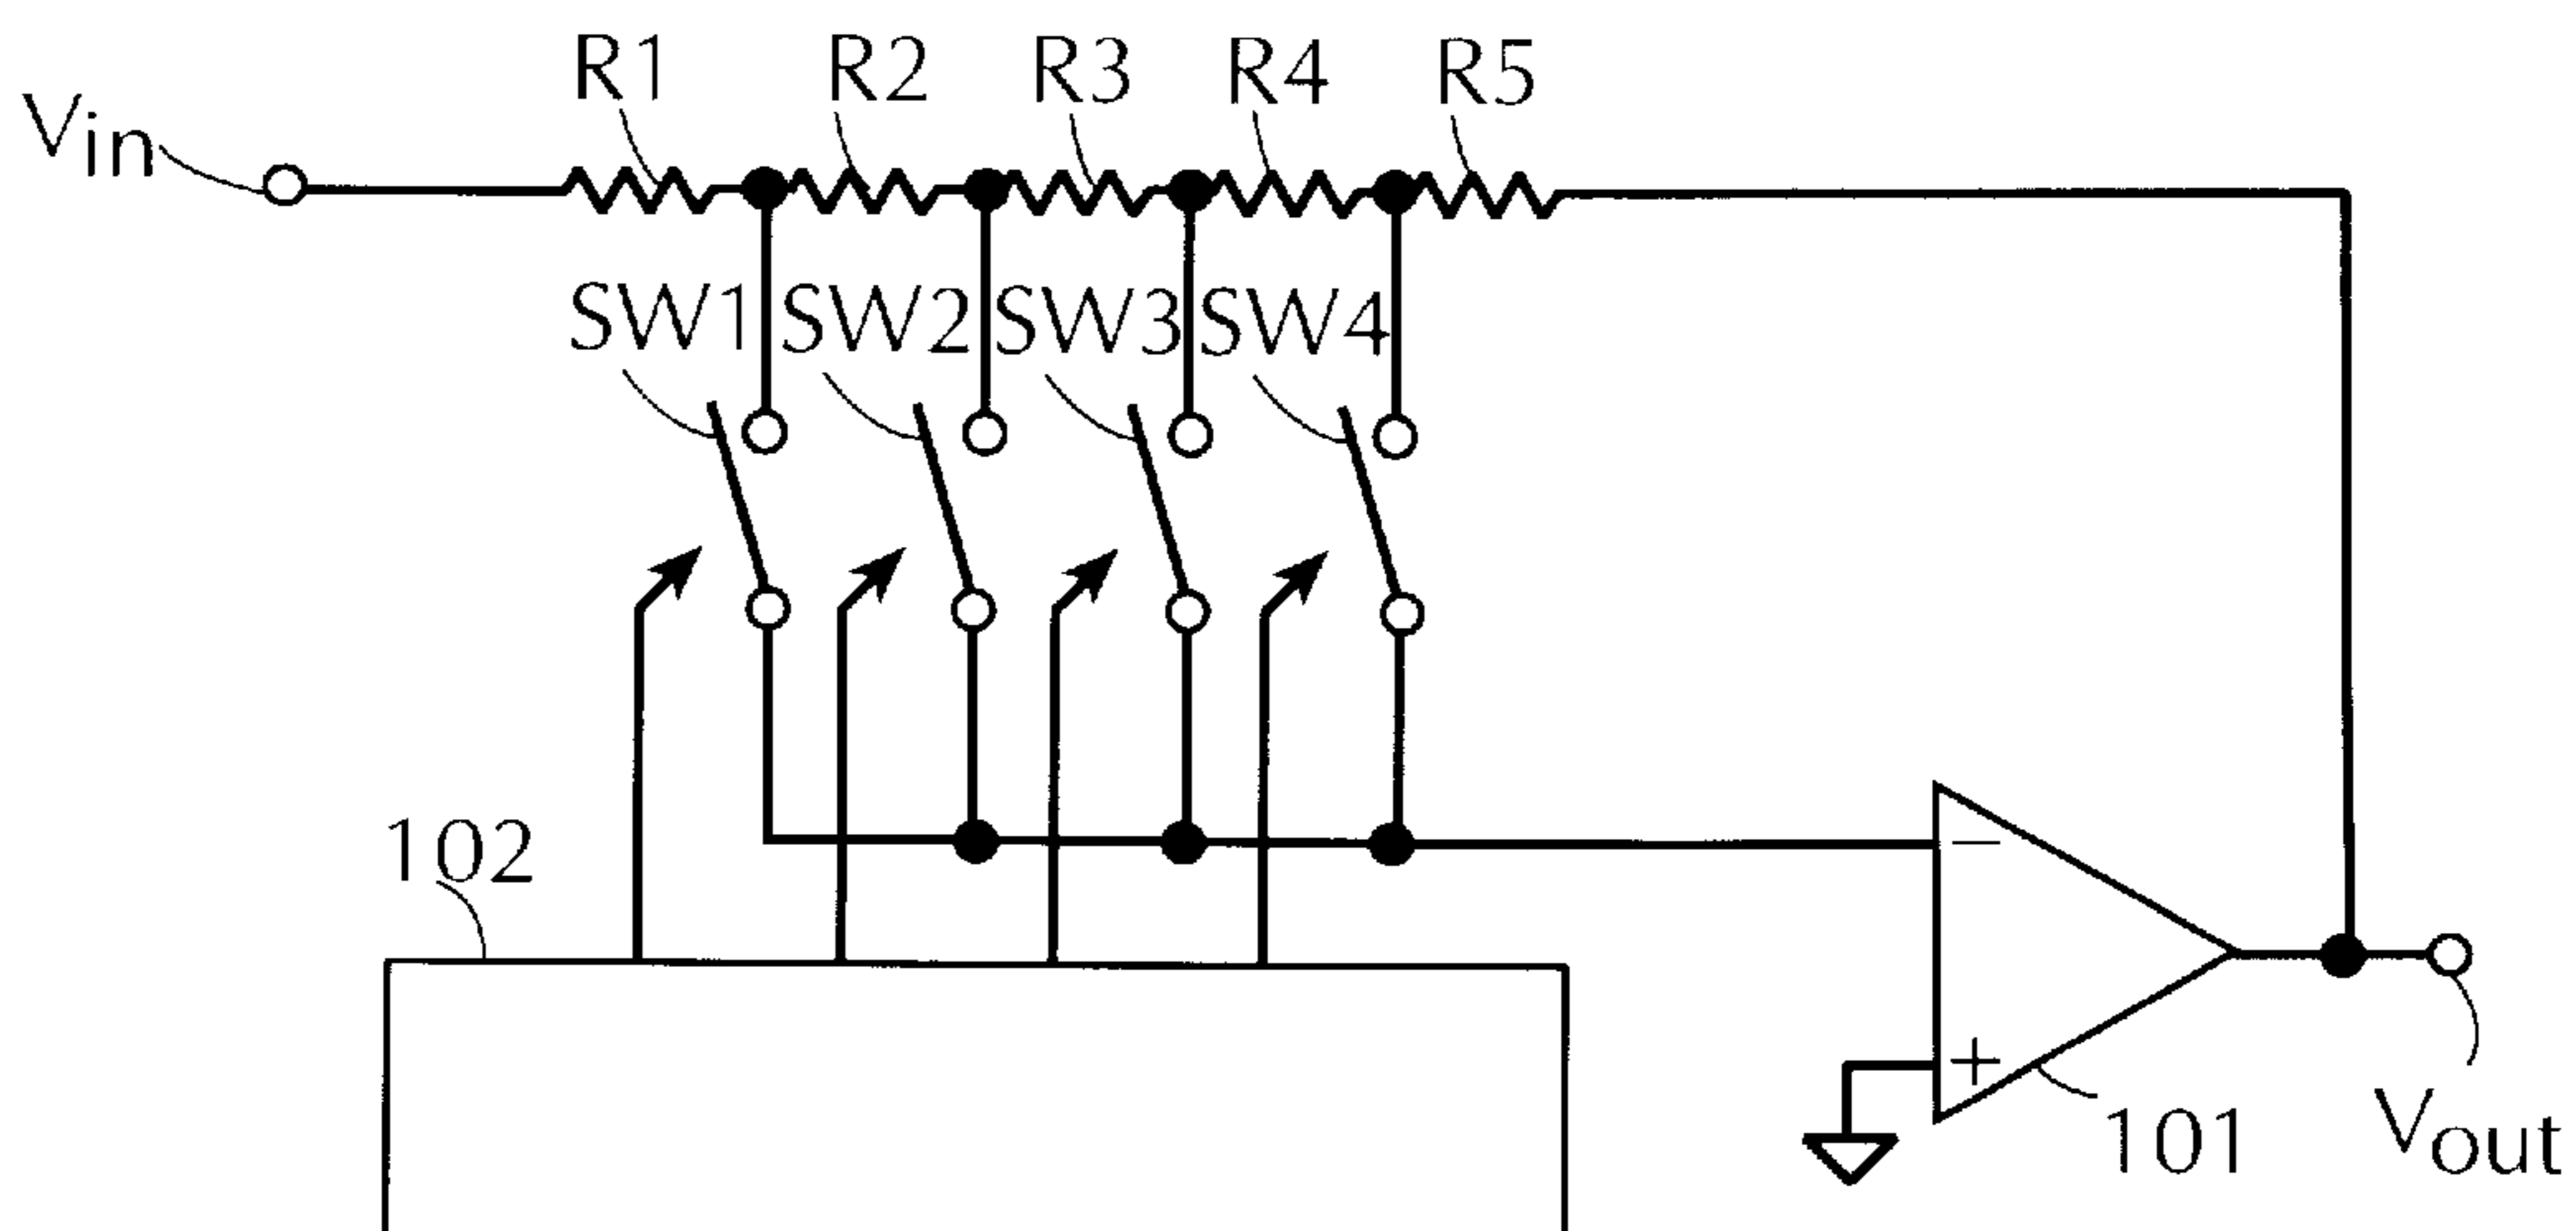 R1 R2 R3 R4 R5
Vin
SW1 SW2 SW3 SW4
102
−
+
101
Vout